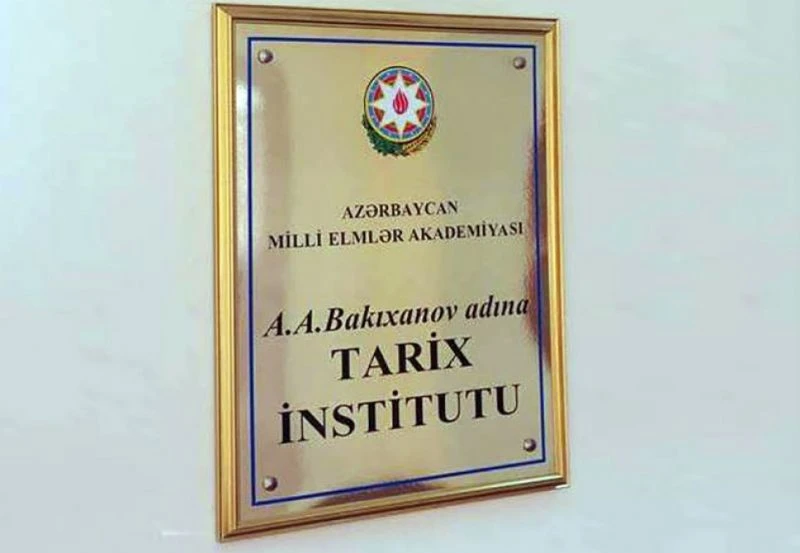 AZƏRBAYCAN
MİLLİ ELMLƏR AKADEMİYASI
A.A.Bakıxanov adına
TARİX
İNSTİTUTU